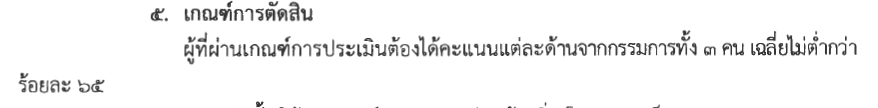 ๕. เกณฑ์การตัดสิน
ผู้ที่ผ่านเกณฑ์การประเมินต้องได้คะแนนแต่ละด้านจากกรรมการทั้ง ๓ คน เฉลี่ยไม่ต่ำกว่า
ร้อยละ ๖๕